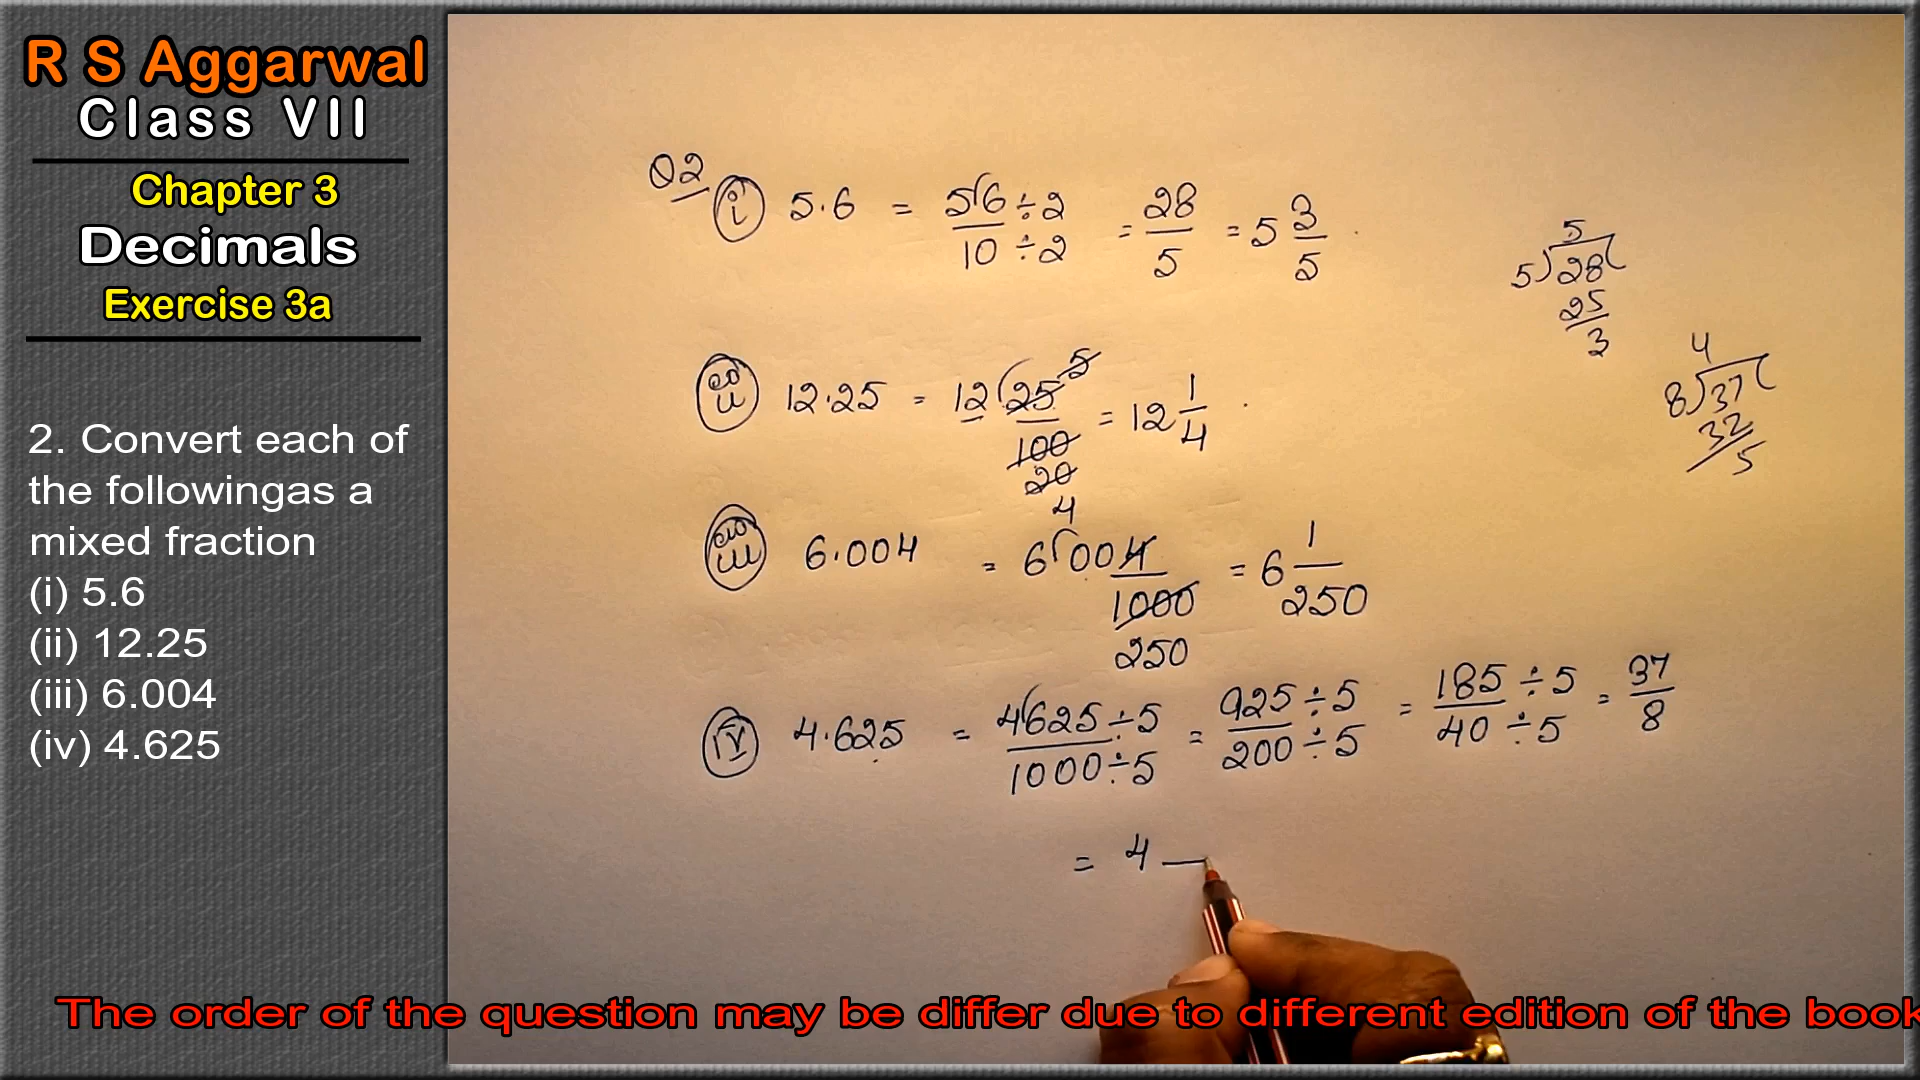 R S Aggarwal
Class VII
Chapter 3
Decimals
Exercise 3a
2. Convert each of
the followingas a
mixed fraction
(i) 5.6
(ii) 12.25
(iii) 6.004
(iv) 4.625
Q2 (i) 5.6 = 56÷2/10÷2 = 28/5 = 5 3/5
5)28(
5
25
3
(ii) 12.25 = 12 25/100 = 12 1/4
5
20
4
8)37(
4
32
5
(iii) 6.004 = 6 004/1000 = 6 1/250
250
(iv) 4.625 = 4625÷5/1000÷5 = 925÷5/200÷5 = 185÷5/40÷5 = 37/8
= 4
The order of the question may be differ due to different edition of the book